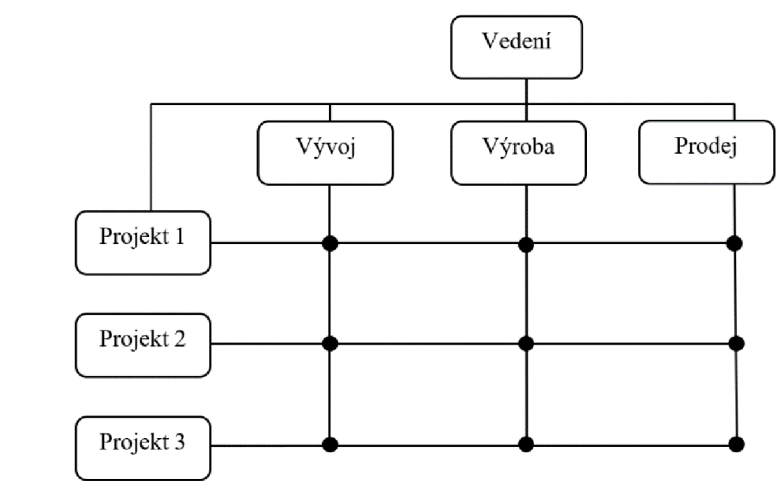 Vedení
Vývoj
Výroba
Prodej
Projekt 1
Projekt 2
Projekt 3